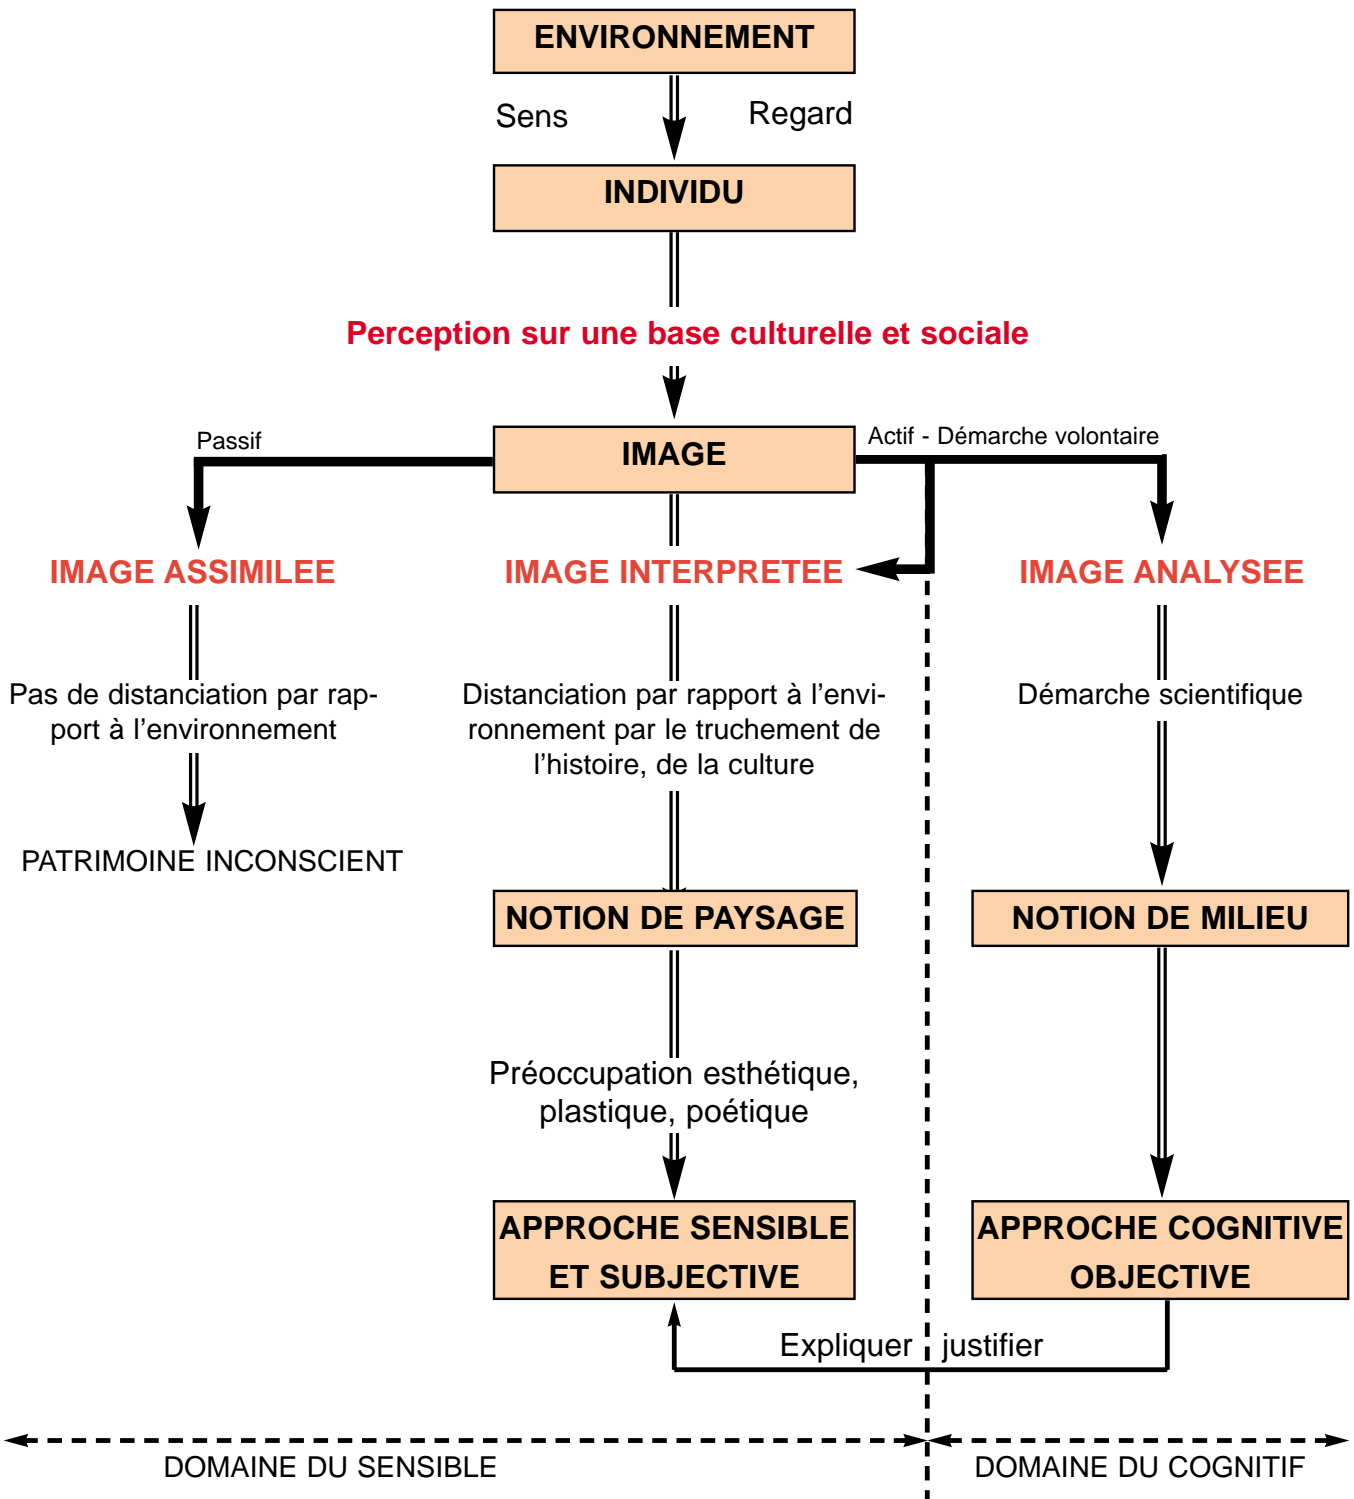 ENVIRONNEMENT
Sens
Regard
INDIVIDU
Perception sur une base culturelle et sociale
Passif
IMAGE
Actif - Démarche volontaire
IMAGE ASSIMILEE
IMAGE INTERPRETEE
IMAGE ANALYSEE
Pas de distanciation par rap-
port à l'environnement
Distanciation par rapport à l'envi-
ronnement par le truchement de
l'histoire, de la culture
Démarche scientifique
PATRIMOINE INCONSCIENT
NOTION DE PAYSAGE
NOTION DE MILIEU
Préoccupation esthétique,
plastique, poétique
APPROCHE SENSIBLE
ET SUBJECTIVE
APPROCHE COGNITIVE
OBJECTIVE
Expliquer justifier
DOMAINE DU SENSIBLE
DOMAINE DU COGNITIF